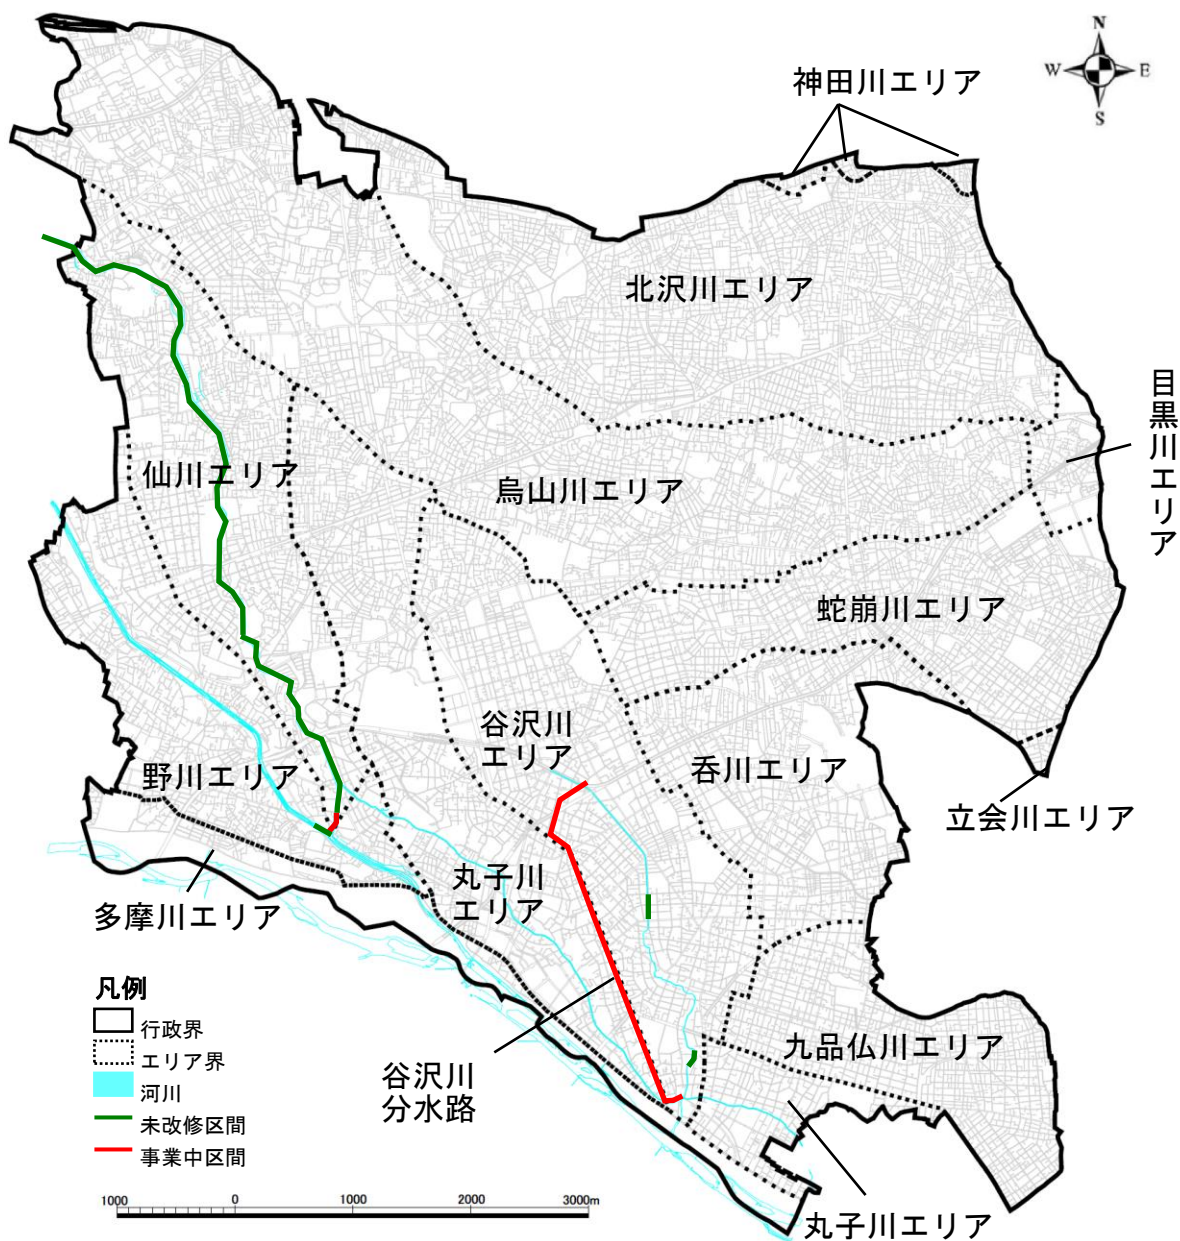 N
W
E
S
神田川エリア
北沢川エリア
目黒川エリア
仙川エリア
烏山川エリア
蛇崩川エリア
谷沢川
エリア
呑川エリア
野川エリア
立会川エリア
丸子川
エリア
多摩川エリア
凡例
行政界
エリア界
河川
未改修区間
事業中区間
谷沢川
分水路
九品仏川エリア
丸子川エリア
1000 0 1000 2000 3000m